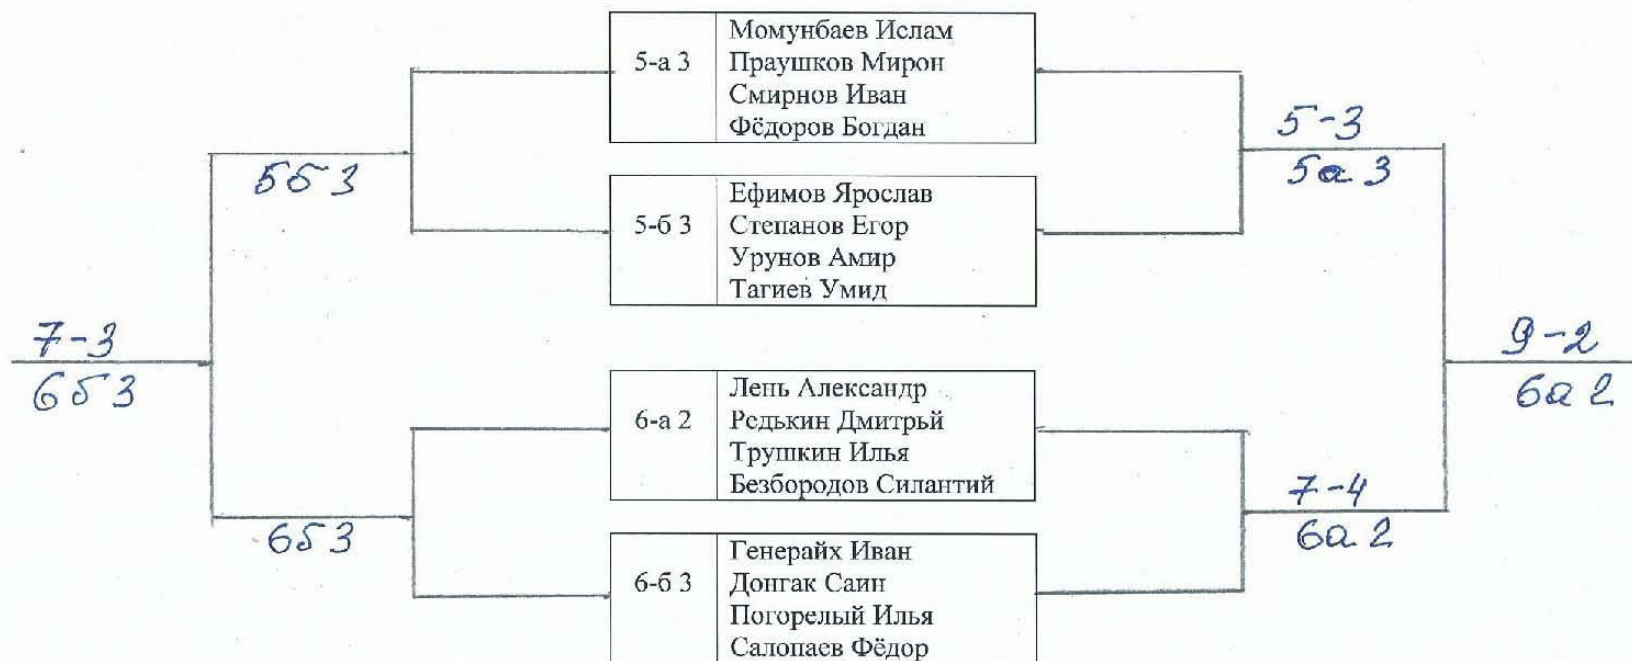 5-а 3
Момунбаев Ислам
Праушков Мирон
Смирнов Иван
Фёдоров Богдан
5-3
5а 3
5б 3
5-б 3
Ефимов Ярослав
Степанов Егор
Урунов Амир
Тагиев Умид
7-3
6б 3
9-2
6а 2
6-а 2
Лень Александр
Редькин Дмитрьй
Трушкин Илья
Безбородов Силантий
7-4
6а 2
6б 3
6-б 3
Генерайх Иван
Донгак Саин
Погорелый Илья
Салопаев Фёдор